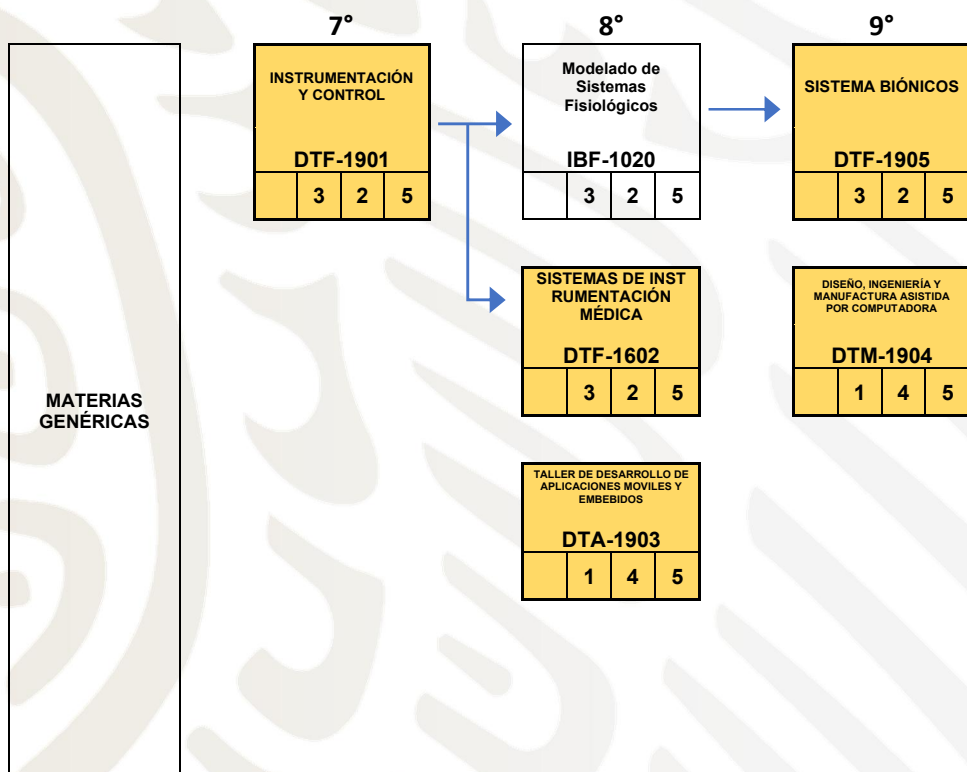 7°
8°
9°
MATERIAS
GENÉRICAS
INSTRUMENTACIÓN
Y CONTROL
DTF-1901
3 2 5
Modelado de
Sistemas
Fisiológicos
IBF-1020
3 2 5
SISTEMA BIÓNICOS
DTF-1905
3 2 5
SISTEMAS DE INST
RUMENTACIÓN
MÉDICA
DTF-1602
3 2 5
DISEÑO, INGENIERÍA Y
MANUFACTURA ASISTIDA
POR COMPUTADORA
DTM-1904
1 4 5
TALLER DE DESARROLLO DE
APLICACIONES MOVILES Y
EMBEBIDOS
DTA-1903
1 4 5